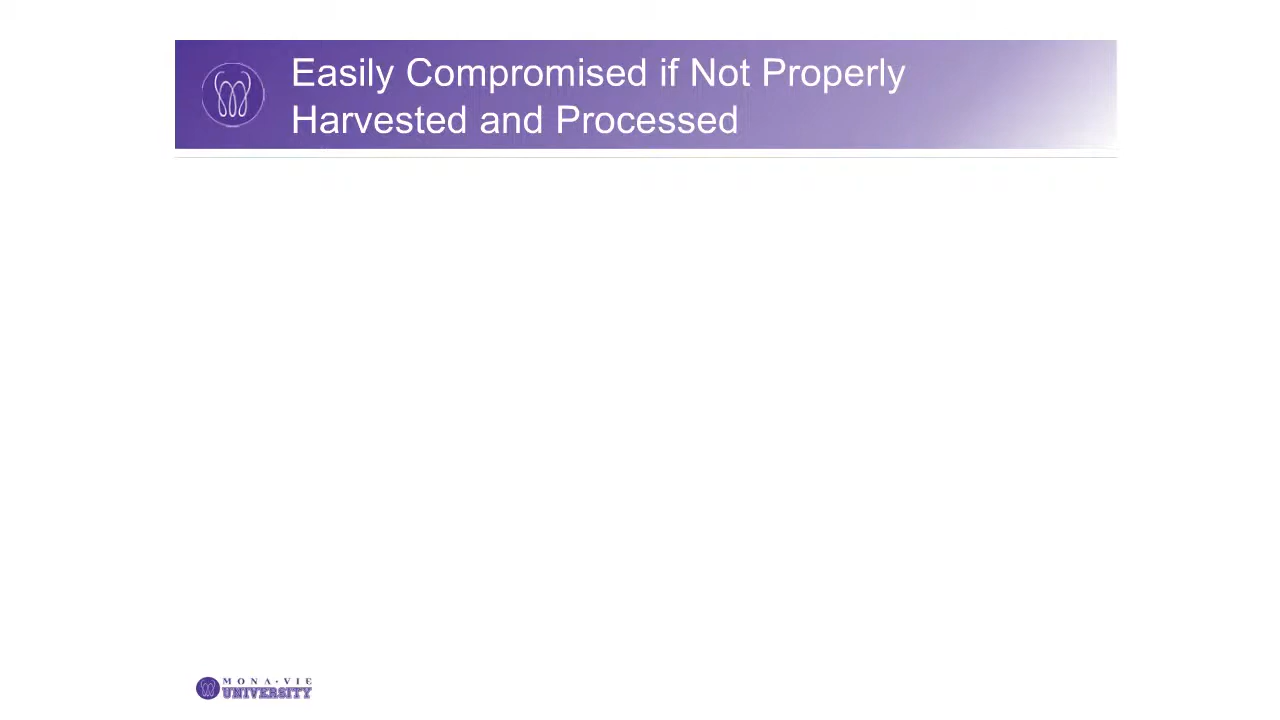 Easily Compromised if Not Properly
Harvested and Processed
MONA·VIE
UNIVERSITY